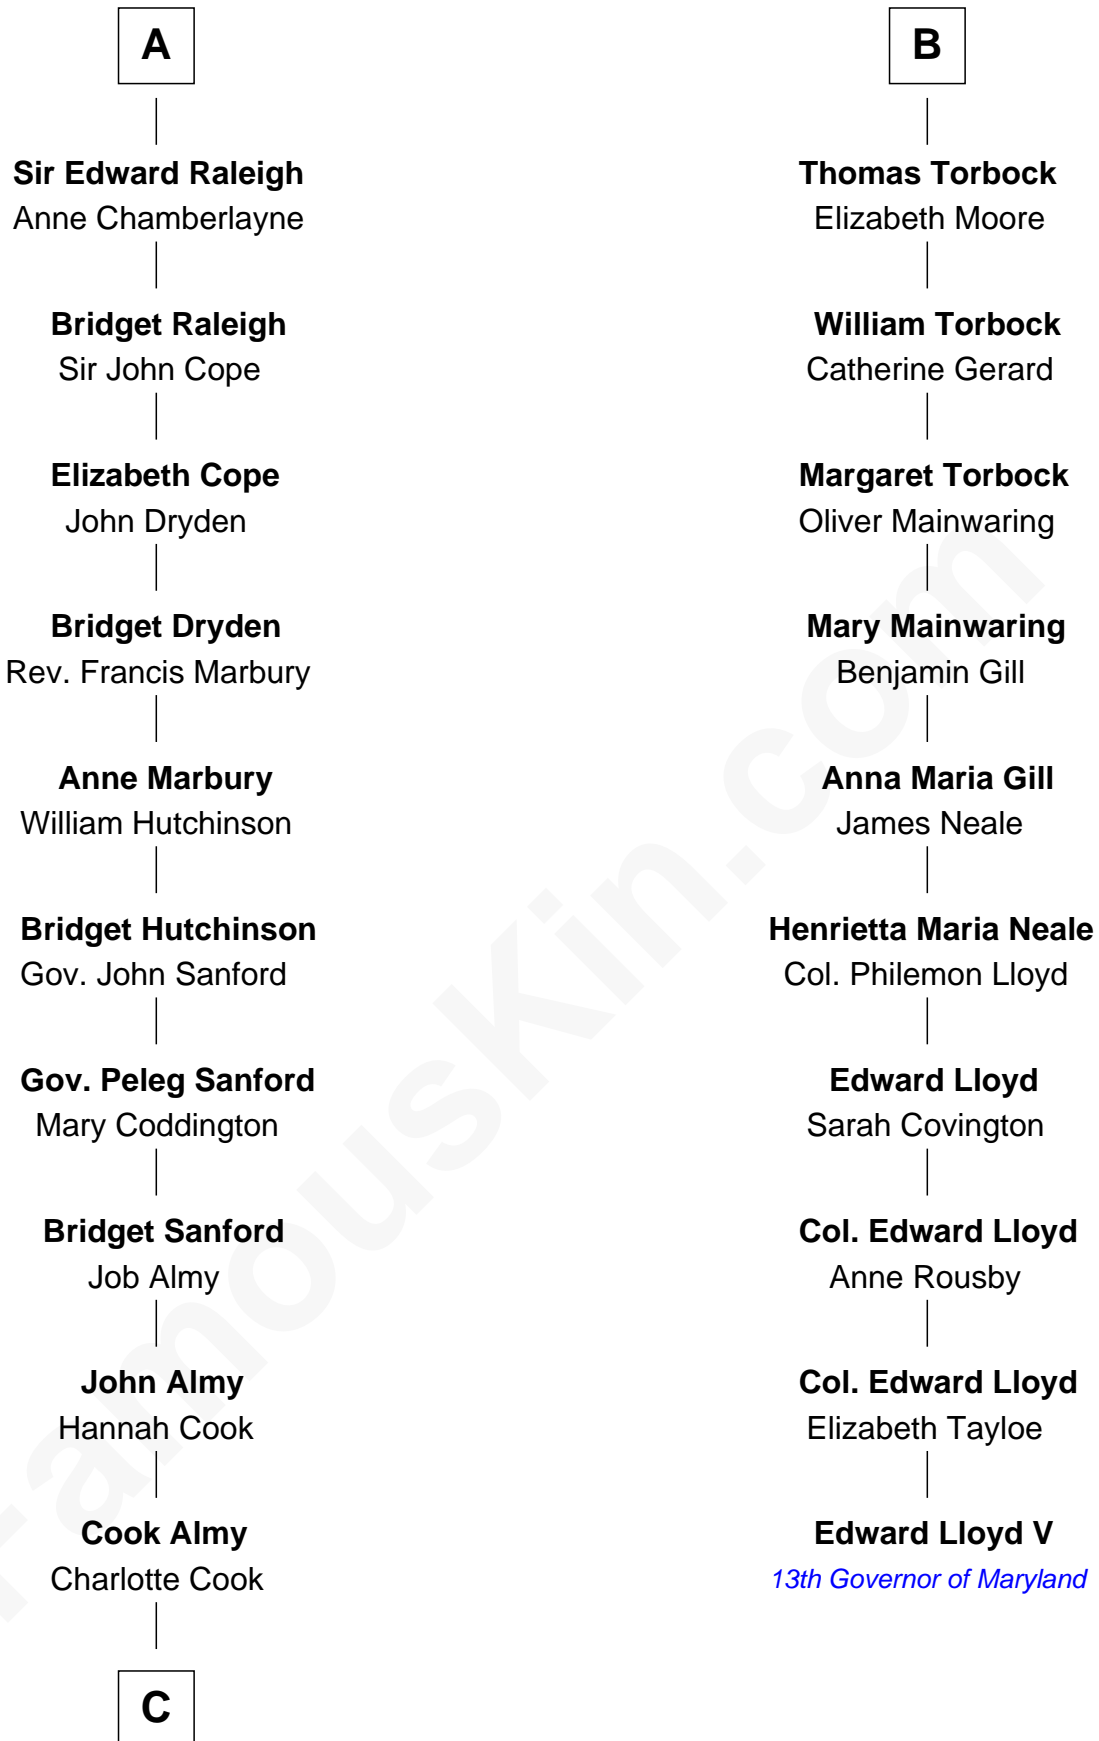 A
Sir Edward Raleigh
Anne Chamberlayne
Bridget Raleigh
Sir John Cope
Elizabeth Cope
John Dryden
Bridget Dryden
Rev. Francis Marbury
Anne Marbury
William Hutchinson
Bridget Hutchinson
Gov. John Sanford
Gov. Peleg Sanford
Mary Coddington
Bridget Sanford
Job Almy
John Almy
Hannah Cook
Cook Almy
Charlotte Cook
C
B
Thomas Torbock
Elizabeth Moore
William Torbock
Catherine Gerard
Margaret Torbock
Oliver Mainwaring
Mary Mainwaring
Benjamin Gill
Anna Maria Gill
James Neale
Henrietta Maria Neale
Col. Philemon Lloyd
Edward Lloyd
Sarah Covington
Col. Edward Lloyd
Anne Rousby
Col. Edward Lloyd
Elizabeth Tayloe
Edward Lloyd V
13th Governor of Maryland
FamousKin.com